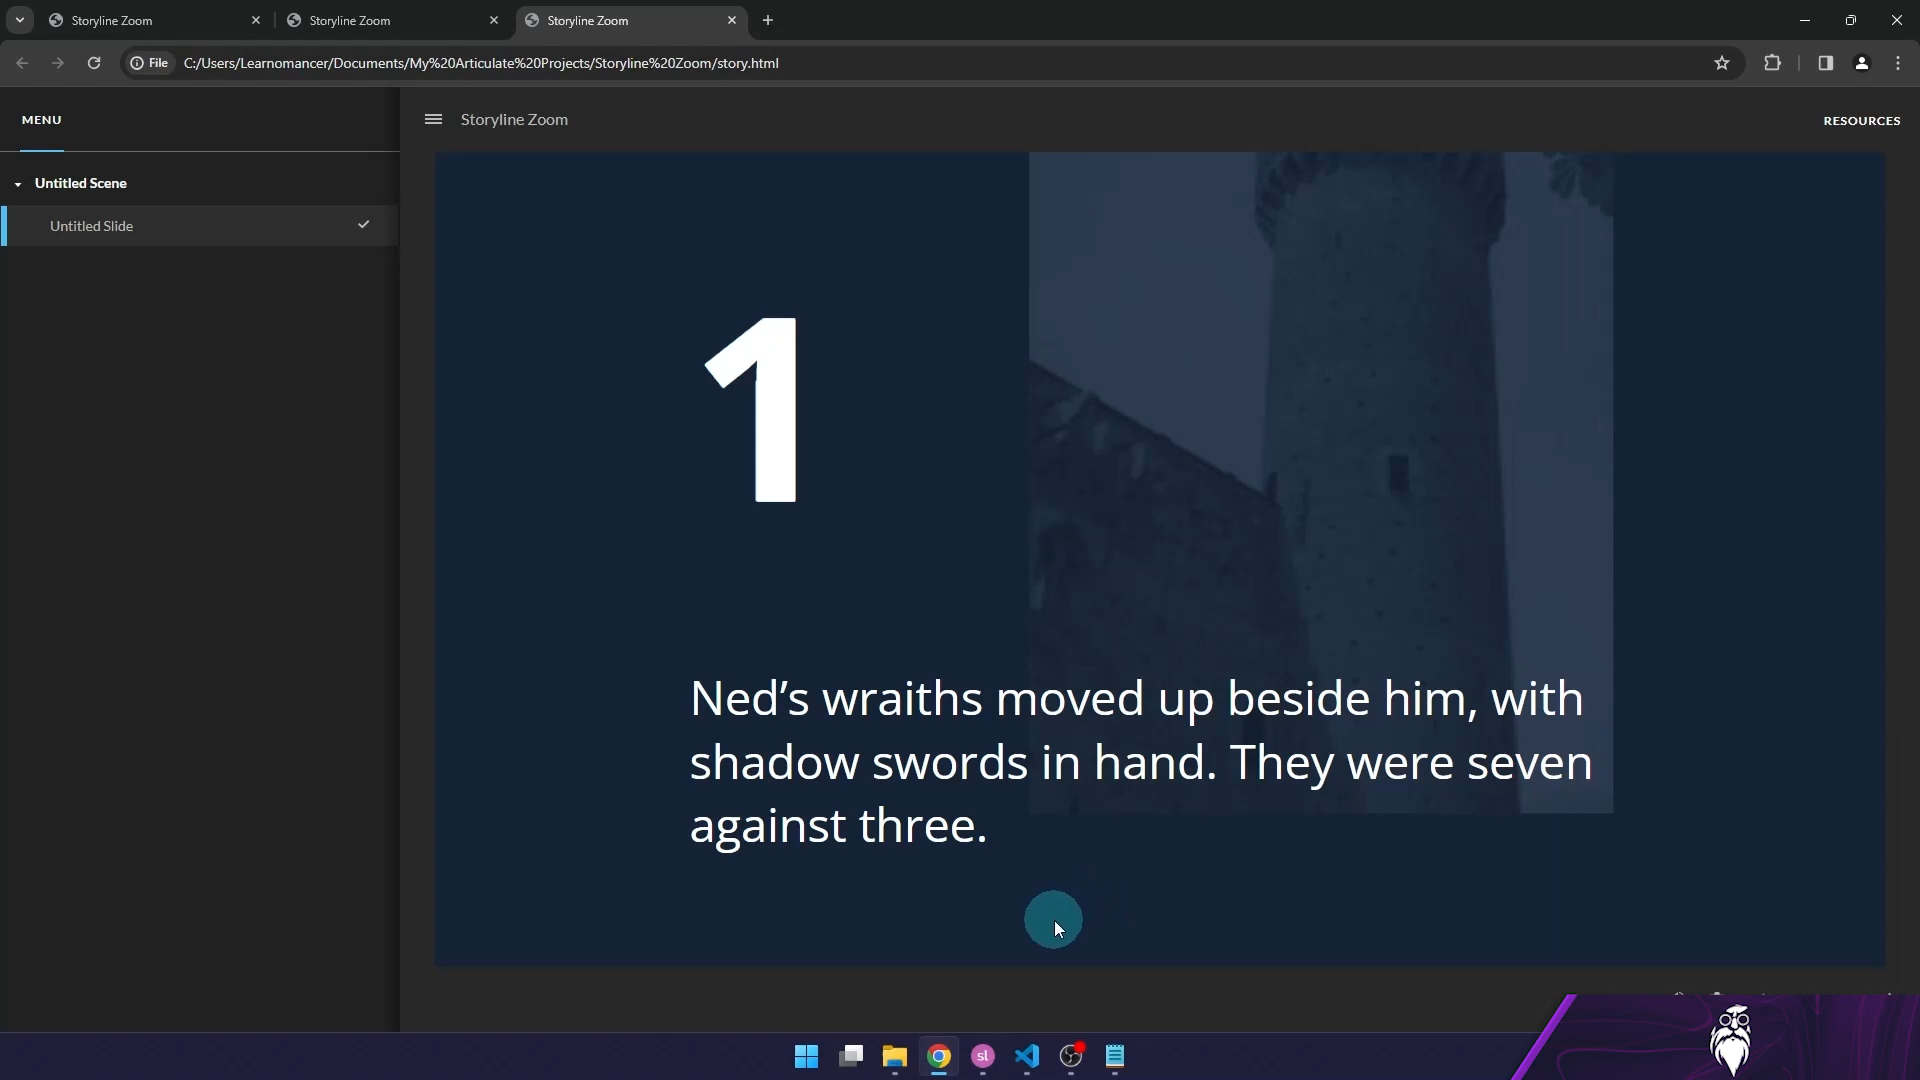 Storyline Zoom
Storyline Zoom
Storyline Zoom
File
C:/Users/Learnomancer/Documents/My%20Articulate%20Projects/Storyline%20Zoom/story.html
MENU
Storyline Zoom
RESOURCES
Untitled Scene
Untitled Slide
1
Ned’s wraiths moved up beside him, with
shadow swords in hand. They were seven
against three.
sl